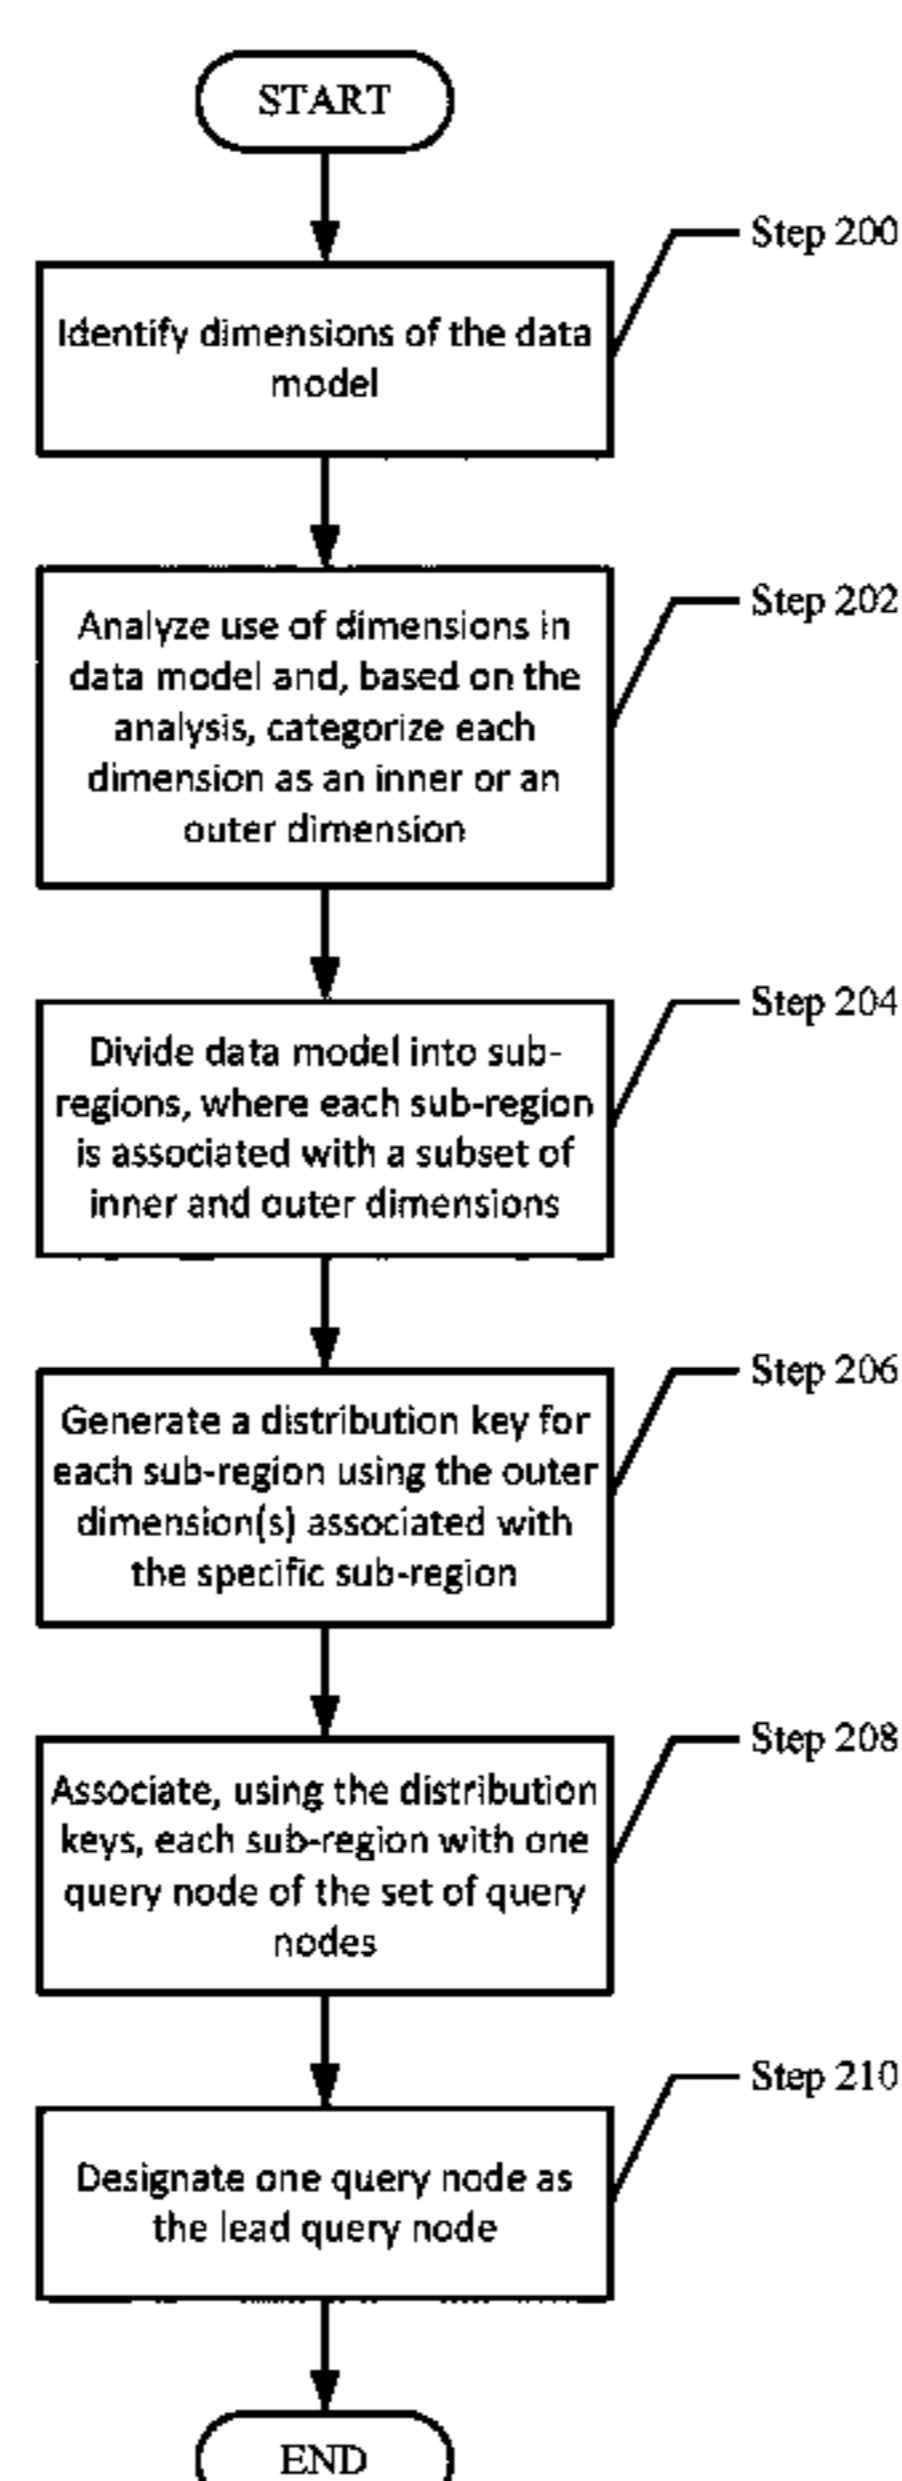 START
Step 200
Identify dimensions of the data
model
Step 202
Analyze use of dimensions in
data model and, based on the
analysis, categorize each
dimension as an inner or an
outer dimension
Step 204
Divide data model into sub-
regions, where each sub-region
is associated with a subset of
inner and outer dimensions
Step 206
Generate a distribution key for
each sub-region using the outer
dimension(s) associated with
the specific sub-region
Step 208
Associate, using the distribution
keys, each sub-region with one
query node of the set of query
nodes
Step 210
Designate one query node as
the lead query node
END